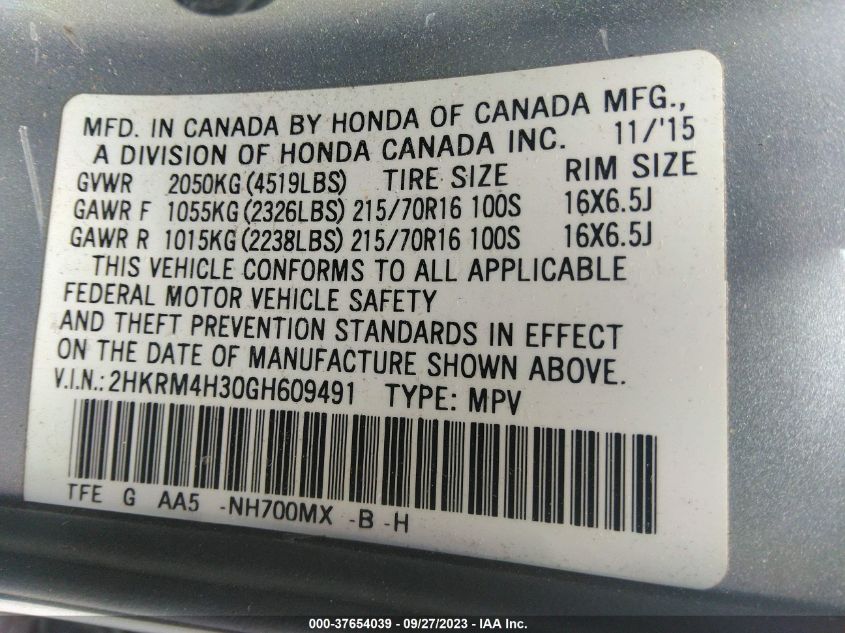 MFD. IN CANADA BY HONDA OF CANADA MFG.,
A DIVISION OF HONDA CANADA INC. 11/'15
GVWR 2050KG (4519LBS) TIRE SIZE RIM SIZE
GAWR F 1055KG (2326LBS) 215/70R16 100S 16X6.5J
GAWR R 1015KG (2238LBS) 215/70R16 100S 16X6.5J
THIS VEHICLE CONFORMS TO ALL APPLICABLE
FEDERAL MOTOR VEHICLE SAFETY
AND THEFT PREVENTION STANDARDS IN EFFECT
ON THE DATE OF MANUFACTURE SHOWN ABOVE.
V.I.N.: 2HKRM4H30GH609491 TYPE: MPV
TFE G AA5 -NH700MX -B -H
000-37654039 - 09/27/2023 - IAA Inc.